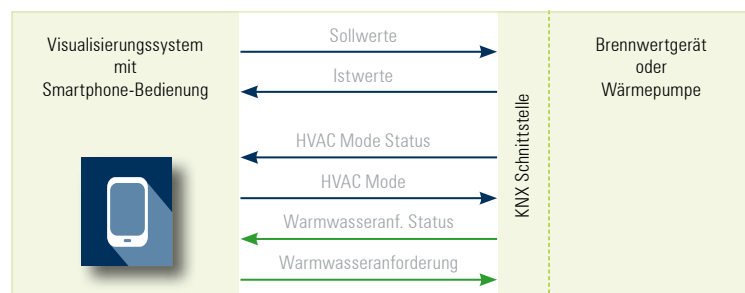 Visualisierungssystem
mit
Smartphone-Bedienung
Sollwerte
Istwerte
HVAC Mode Status
HVAC Mode
Warmwasseranf. Status
Warmwasseranforderung
KNX Schnittstelle
Brennwertgerät
oder
Wärmepumpe